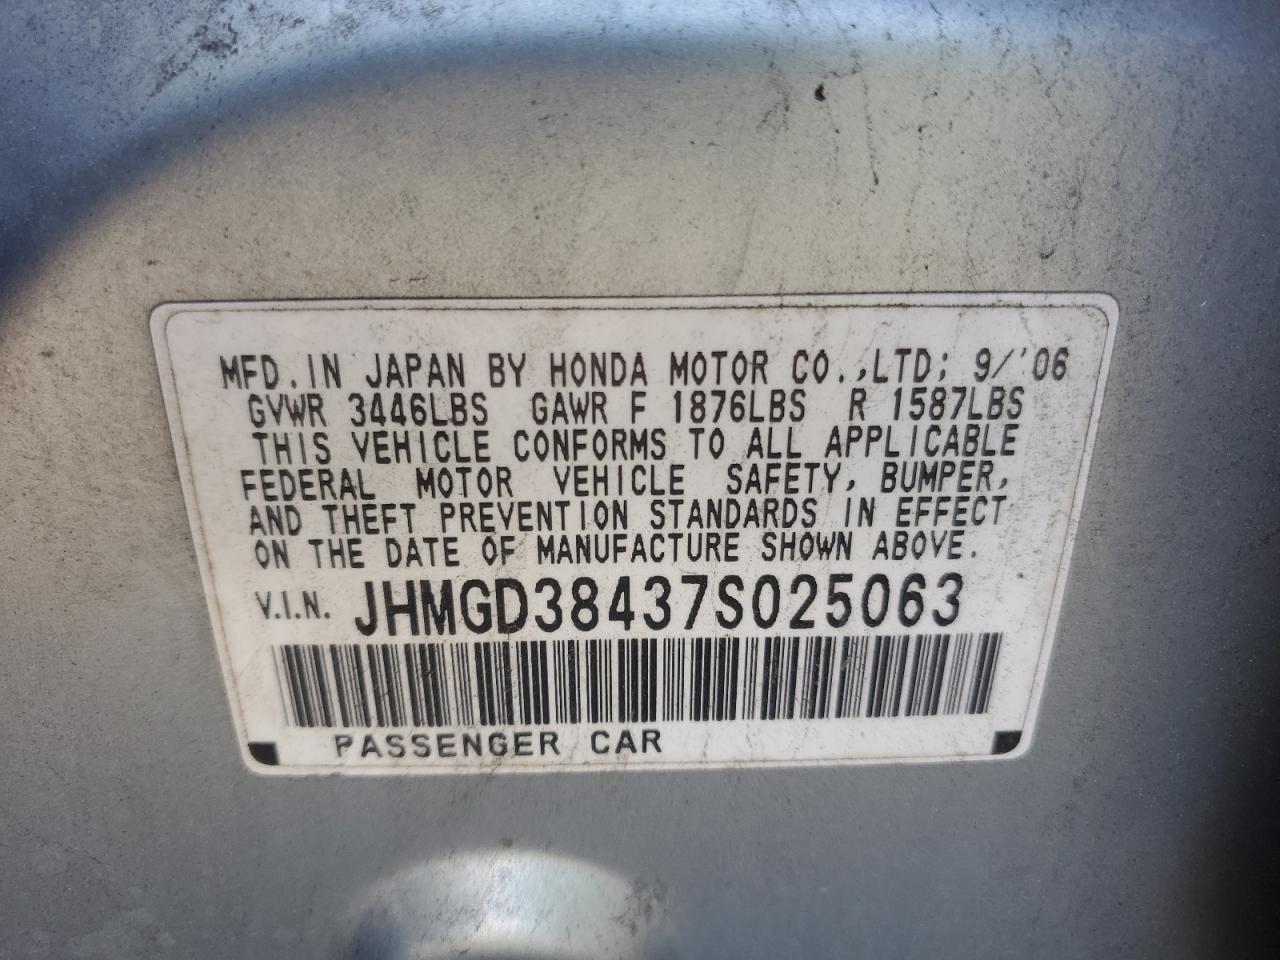 MFD. IN JAPAN BY HONDA MOTOR CO.,LTD; 9/'06
GVWR 3446LBS GAWR F 1876LBS R 1587LBS
THIS VEHICLE CONFORMS TO ALL APPLICABLE
FEDERAL MOTOR VEHICLE SAFETY, BUMPER,
AND THEFT PREVENTION STANDARDS IN EFFECT
ON THE DATE OF MANUFACTURE SHOWN ABOVE.
V.I.N. JHMGD38437S025063
PASSENGER CAR